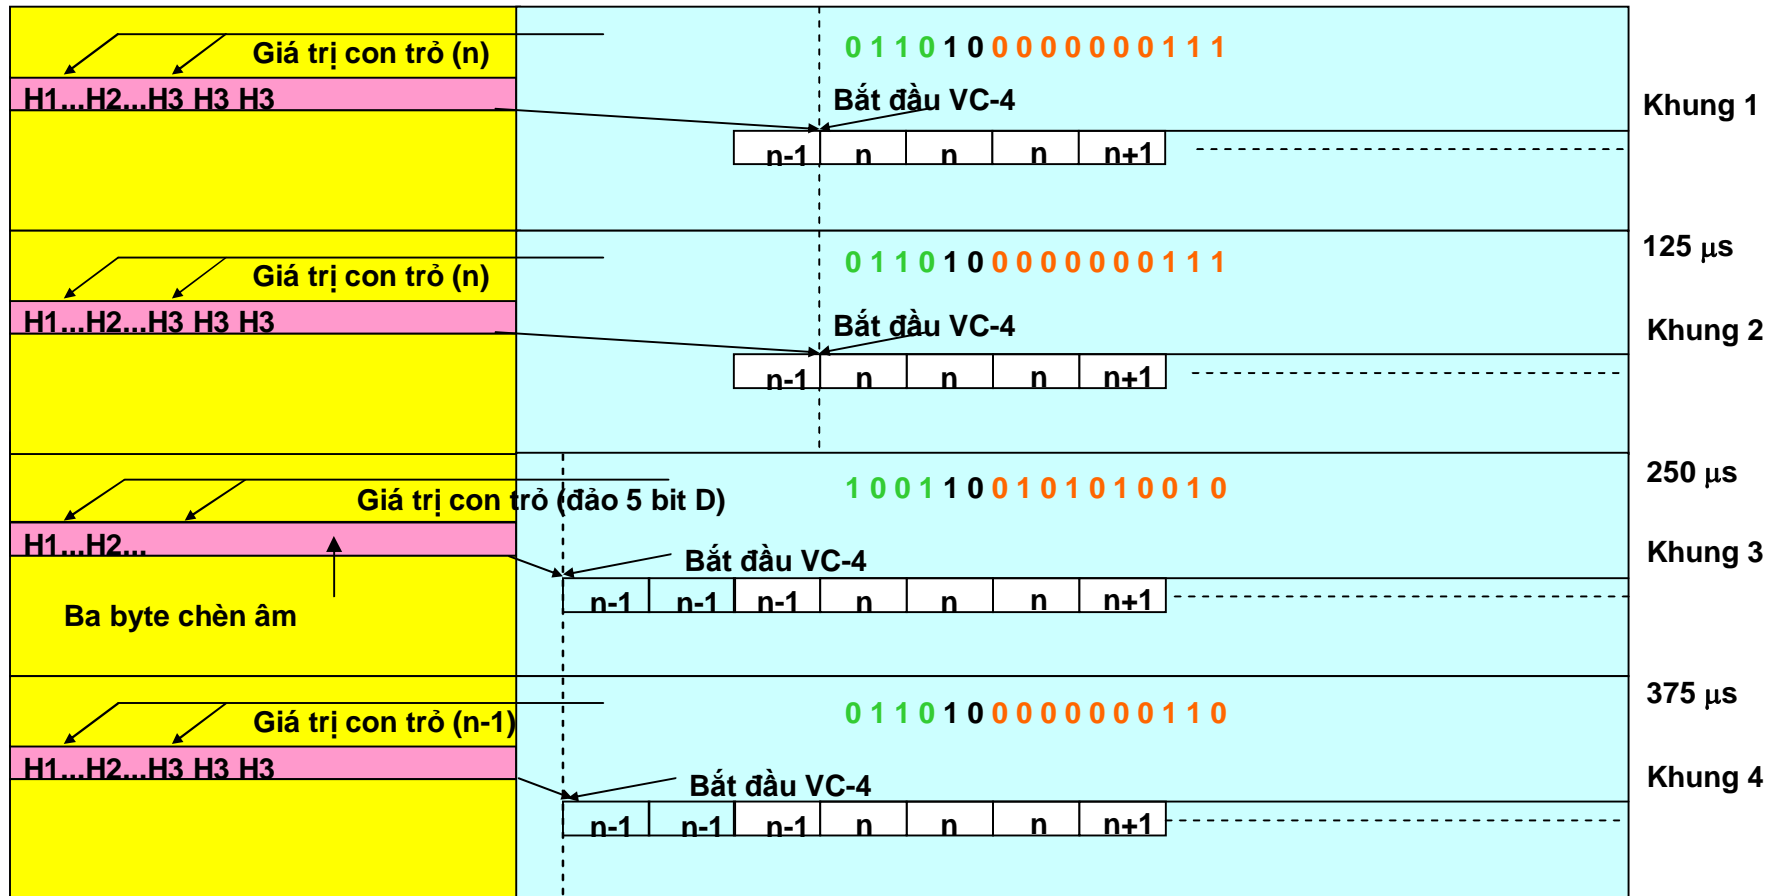 Giá trị con trỏ (n)
0 1 1 0 1 0 0 0 0 0 0 0 0 1 1 1
H1...H2...H3 H3 H3
Bắt đầu VC-4
Khung 1
n-1 n n n n+1
125 μs
Giá trị con trỏ (n)
0 1 1 0 1 0 0 0 0 0 0 0 0 1 1 1
H1...H2...H3 H3 H3
Bắt đầu VC-4
Khung 2
n-1 n n n n+1
250 μs
Giá trị con trỏ (đảo 5 bit D)
1 0 0 1 1 0 0 1 0 1 0 1 0 0 1 0
H1...H2...
Bắt đầu VC-4
Khung 3
n-1 n-1 n-1 n n n n+1
Ba byte chèn âm
375 μs
Giá trị con trỏ (n-1)
0 1 1 0 1 0 0 0 0 0 0 0 0 1 1 0
H1...H2...H3 H3 H3
Bắt đầu VC-4
Khung 4
n-1 n-1 n-1 n n n n+1